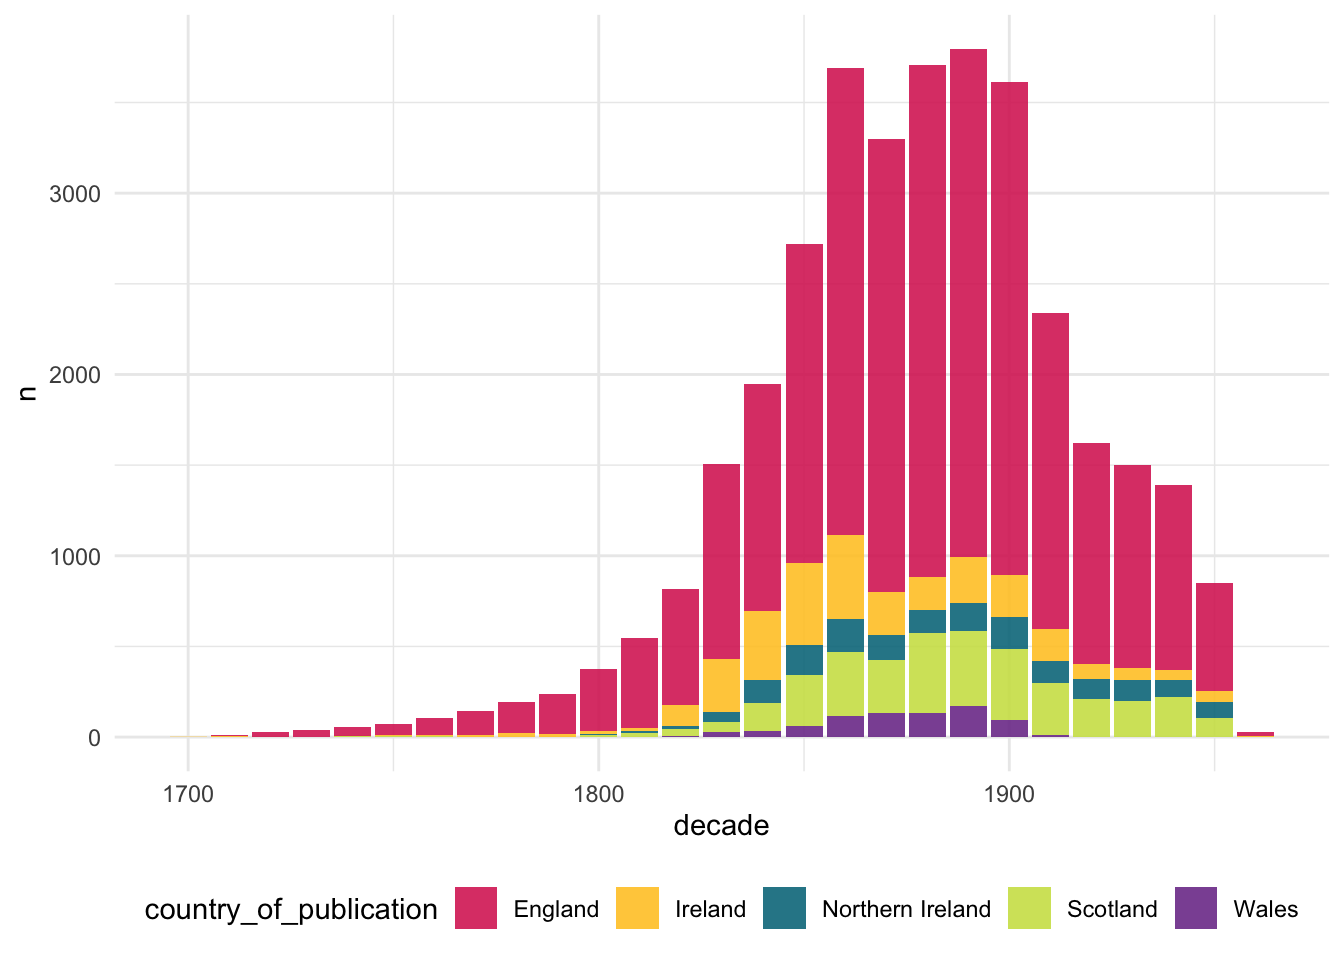 3000
2000
1000
0
n
1700 1800 1900
decade
country_of_publication England Ireland Northern Ireland Scotland Wales